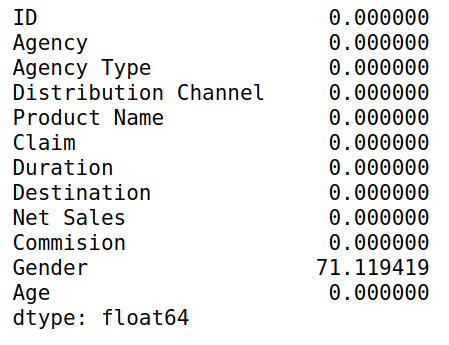 ID 0.000000
Agency 0.000000
Agency Type 0.000000
Distribution Channel 0.000000
Product Name 0.000000
Claim 0.000000
Duration 0.000000
Destination 0.000000
Net Sales 0.000000
Commision 0.000000
Gender 71.119419
Age 0.000000
dtype: float64